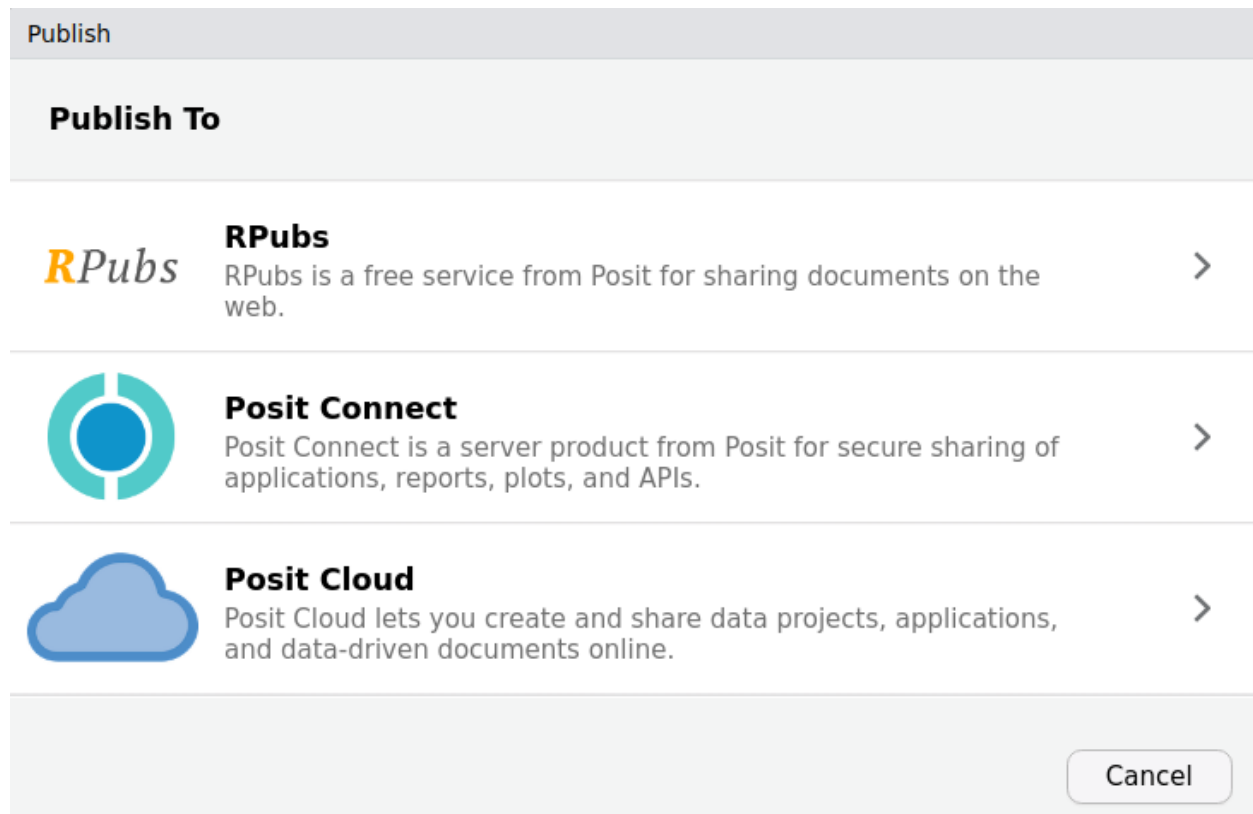 Publish
Publish To
RPubs
RPubs
RPubs is a free service from Posit for sharing documents on the
web.
Posit Connect
Posit Connect is a server product from Posit for secure sharing of
applications, reports, plots, and APIs.
Posit Cloud
Posit Cloud lets you create and share data projects, applications,
and data-driven documents online.
Cancel